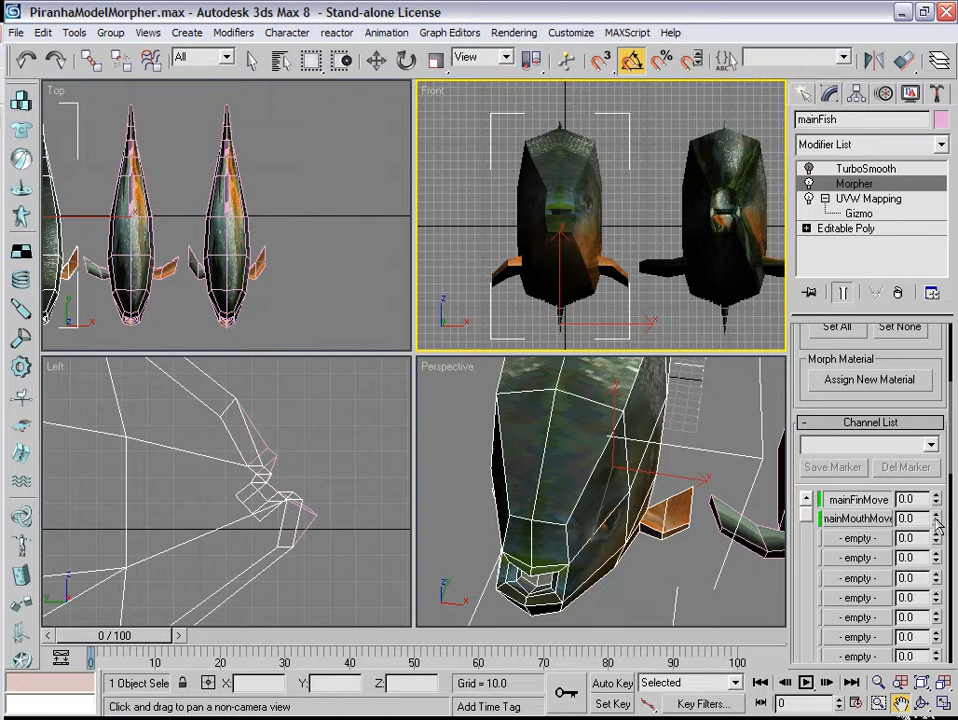 PiranhaModelMorpher.max - Autodesk 3ds Max 8 - Stand-alone License
File Edit Tools Group Views Create Modifiers Character reactor Animation Graph Editors Rendering Customize MAXScript Help
All
View
Top
Front
mainFish
Modifier List
TurboSmooth
Morpher
UVW Mapping
Gizmo
Editable Poly
Set All Set None
Morph Material
Assign New Material
Left
Perspective
- Channel List
Save Marker Del Marker
mainFinMove 0.0
mainMouthMove 0.0
- empty - 0.0
- empty - 0.0
- empty - 0.0
- empty - 0.0
- empty - 0.0
- empty - 0.0
- empty - 0.0
< 0 / 100 >
0 10 20 30 40 50 60 70 80 90 100
1 Object Sele X: Y: Z: Grid = 10.0 Auto Key Selected
Click and drag to pan a non-camera view Add Time Tag Set Key Key Filters... 0